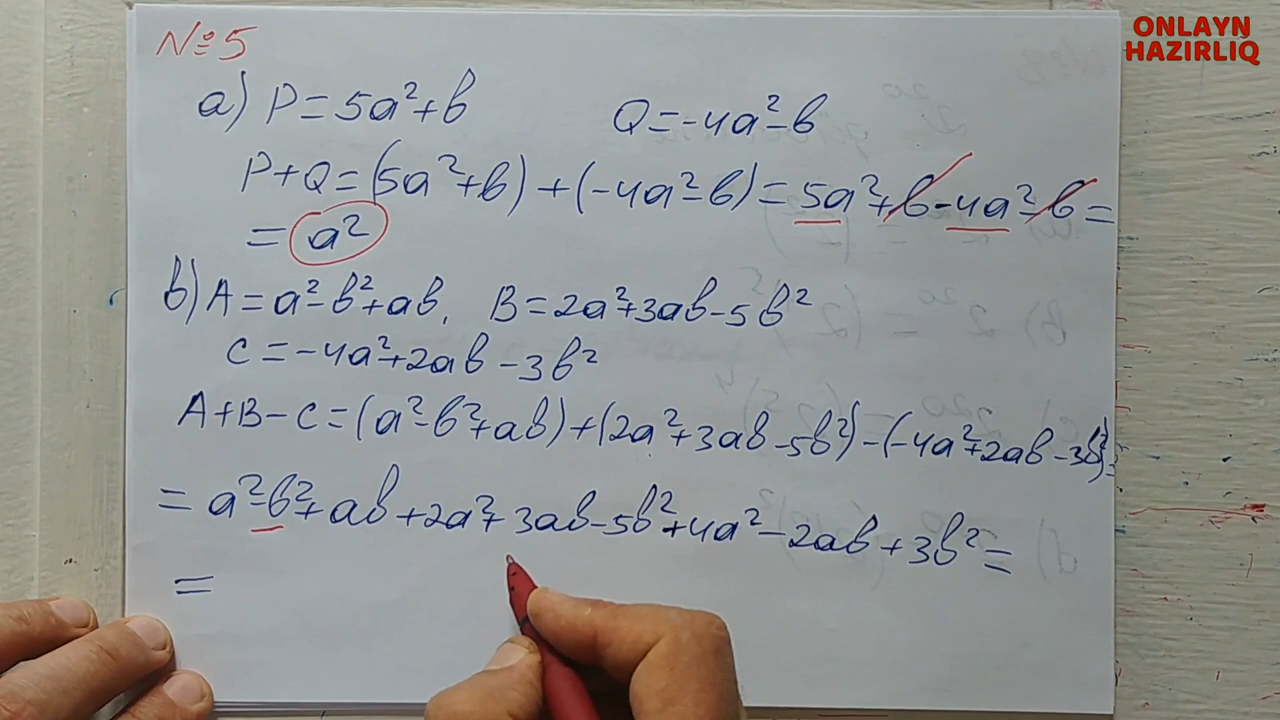 ONLAYN
HAZIRLIQ
№5
a) P=5a²+b Q=-4a²-b
P+Q=(5a²+b)+(-4a²-b)=5a²+b-4a²-b=
=a²
b) A=a²-b²+ab, B=2a²+3ab-5b²
C=-4a²+2ab-3b²
A+B-C=(a²-b²+ab)+(2a²+3ab-5b²)-(-4a²+2ab-3b²)=
=a²-b²+ab+2a²+3ab-5b²+4a²-2ab+3b²=
=